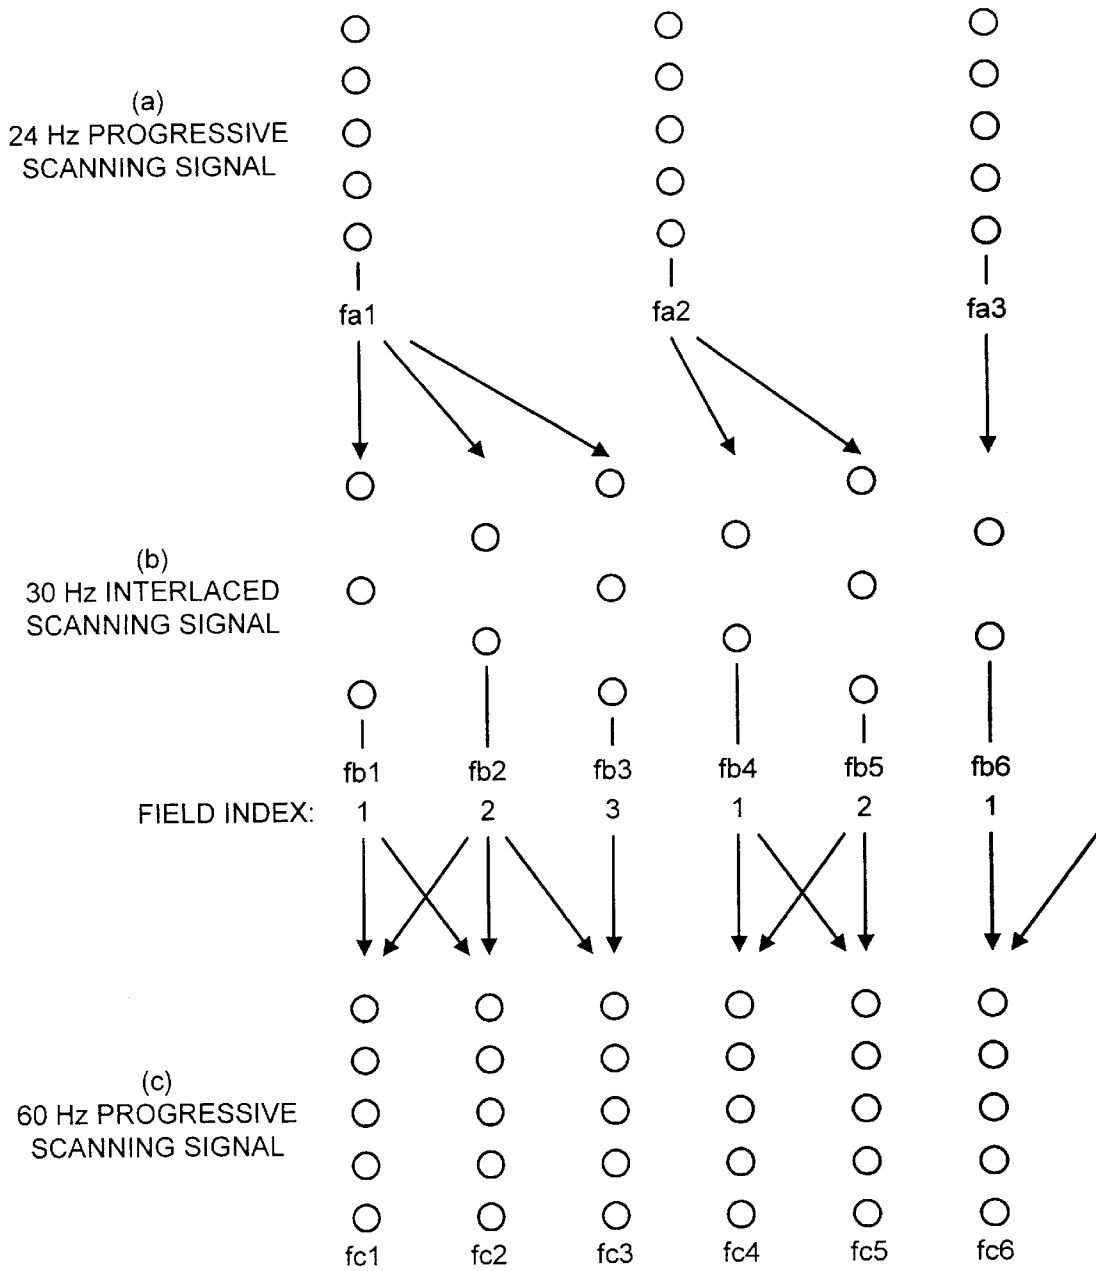 (a)
24 Hz PROGRESSIVE
SCANNING SIGNAL
fa1 fa2 fa3
(b)
30 Hz INTERLACED
SCANNING SIGNAL
fb1 fb2 fb3 fb4 fb5 fb6
FIELD INDEX: 1 2 3 1 2 1
(c)
60 Hz PROGRESSIVE
SCANNING SIGNAL
fc1 fc2 fc3 fc4 fc5 fc6